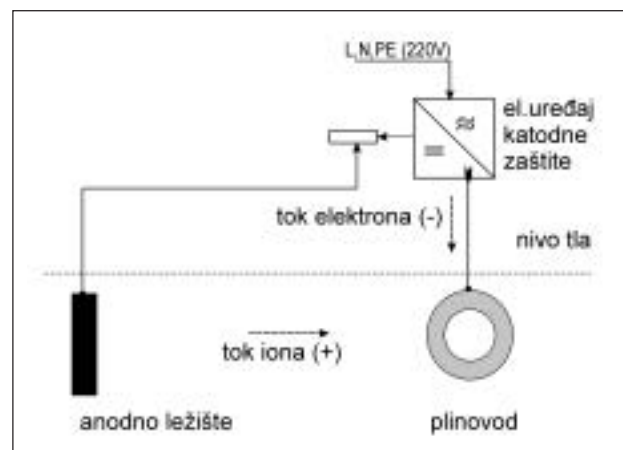 L,N,PE (220V)
el.uređaj
katodne
zaštite
tok elektrona (-)
nivo tla
tok iona (+)
anodno ležište
plinovod